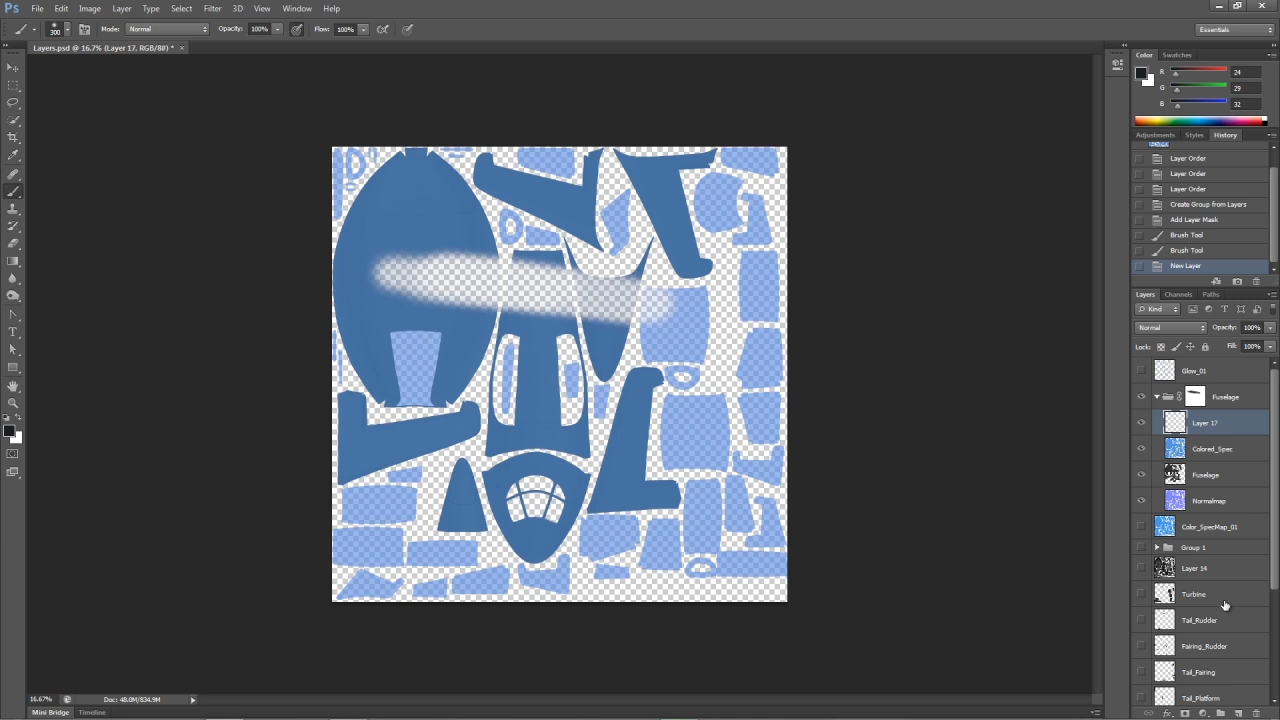 Ps File Edit Image Layer Type Select Filter 3D View Window Help
300 Mode: Normal Opacity: 100% Flow: 100% Essentials
Layers.psd @ 16.7% (Layer 17, RGB/8#) * ×
Color Swatches
R 24
G 29
B 32
Adjustments Styles History
Layer Order
Layer Order
Layer Order
Create Group from Layers
Add Layer Mask
Brush Tool
Brush Tool
New Layer
Layers Channels Paths
Kind
Normal Opacity: 100%
Lock: Fill: 100%
Glow_01
Fuselage
Layer 17
Colored_Spec
Fuselage
Normalmap
Color_SpecMap_01
Group 1
Layer 14
Turbine
Tail_Rudder
Fairing_Rudder
Tail_Fairing
Tail_Platform
16.67% Doc: 48.0M/834.9M
Mini Bridge Timeline